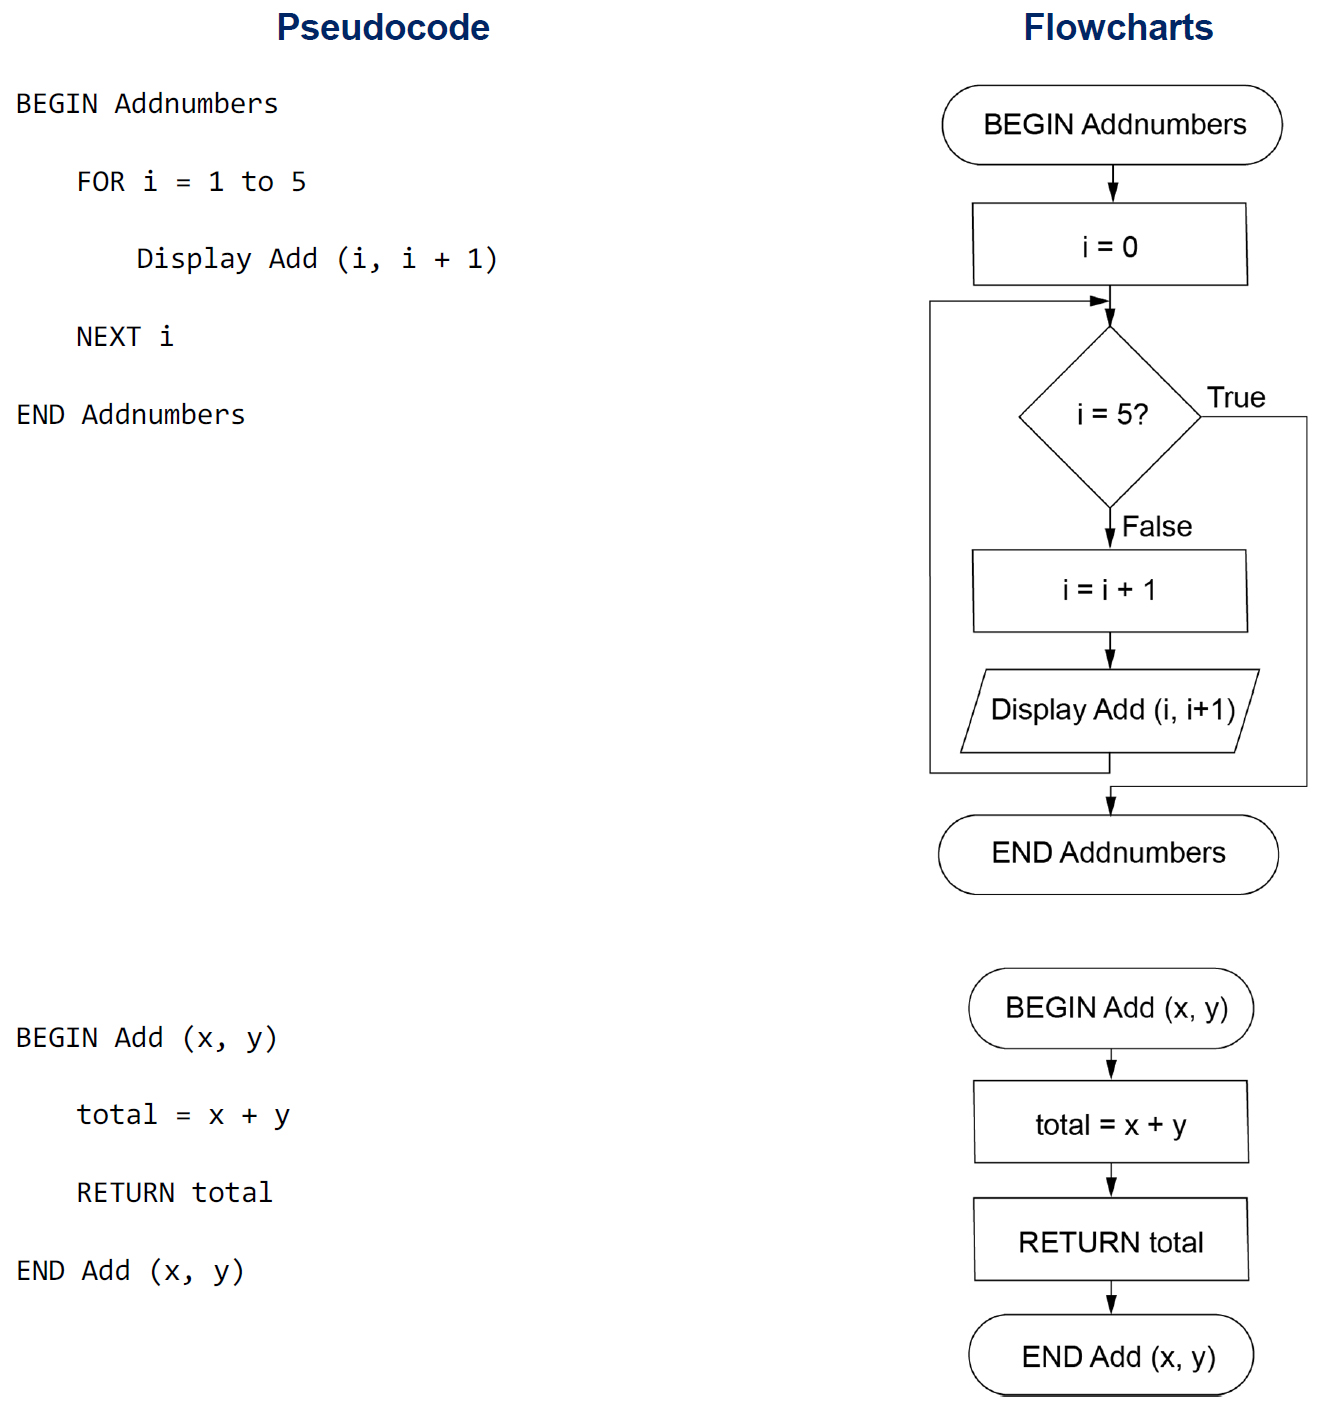 Pseudocode
BEGIN Addnumbers
FOR i = 1 to 5
Display Add (i, i + 1)
NEXT i
END Addnumbers
BEGIN Add (x, y)
total = x + y
RETURN total
END Add (x, y)
Flowcharts
BEGIN Addnumbers
i = 0
i = 5?
True
False
i = i + 1
Display Add (i, i+1)
END Addnumbers
BEGIN Add (x, y)
total = x + y
RETURN total
END Add (x, y)